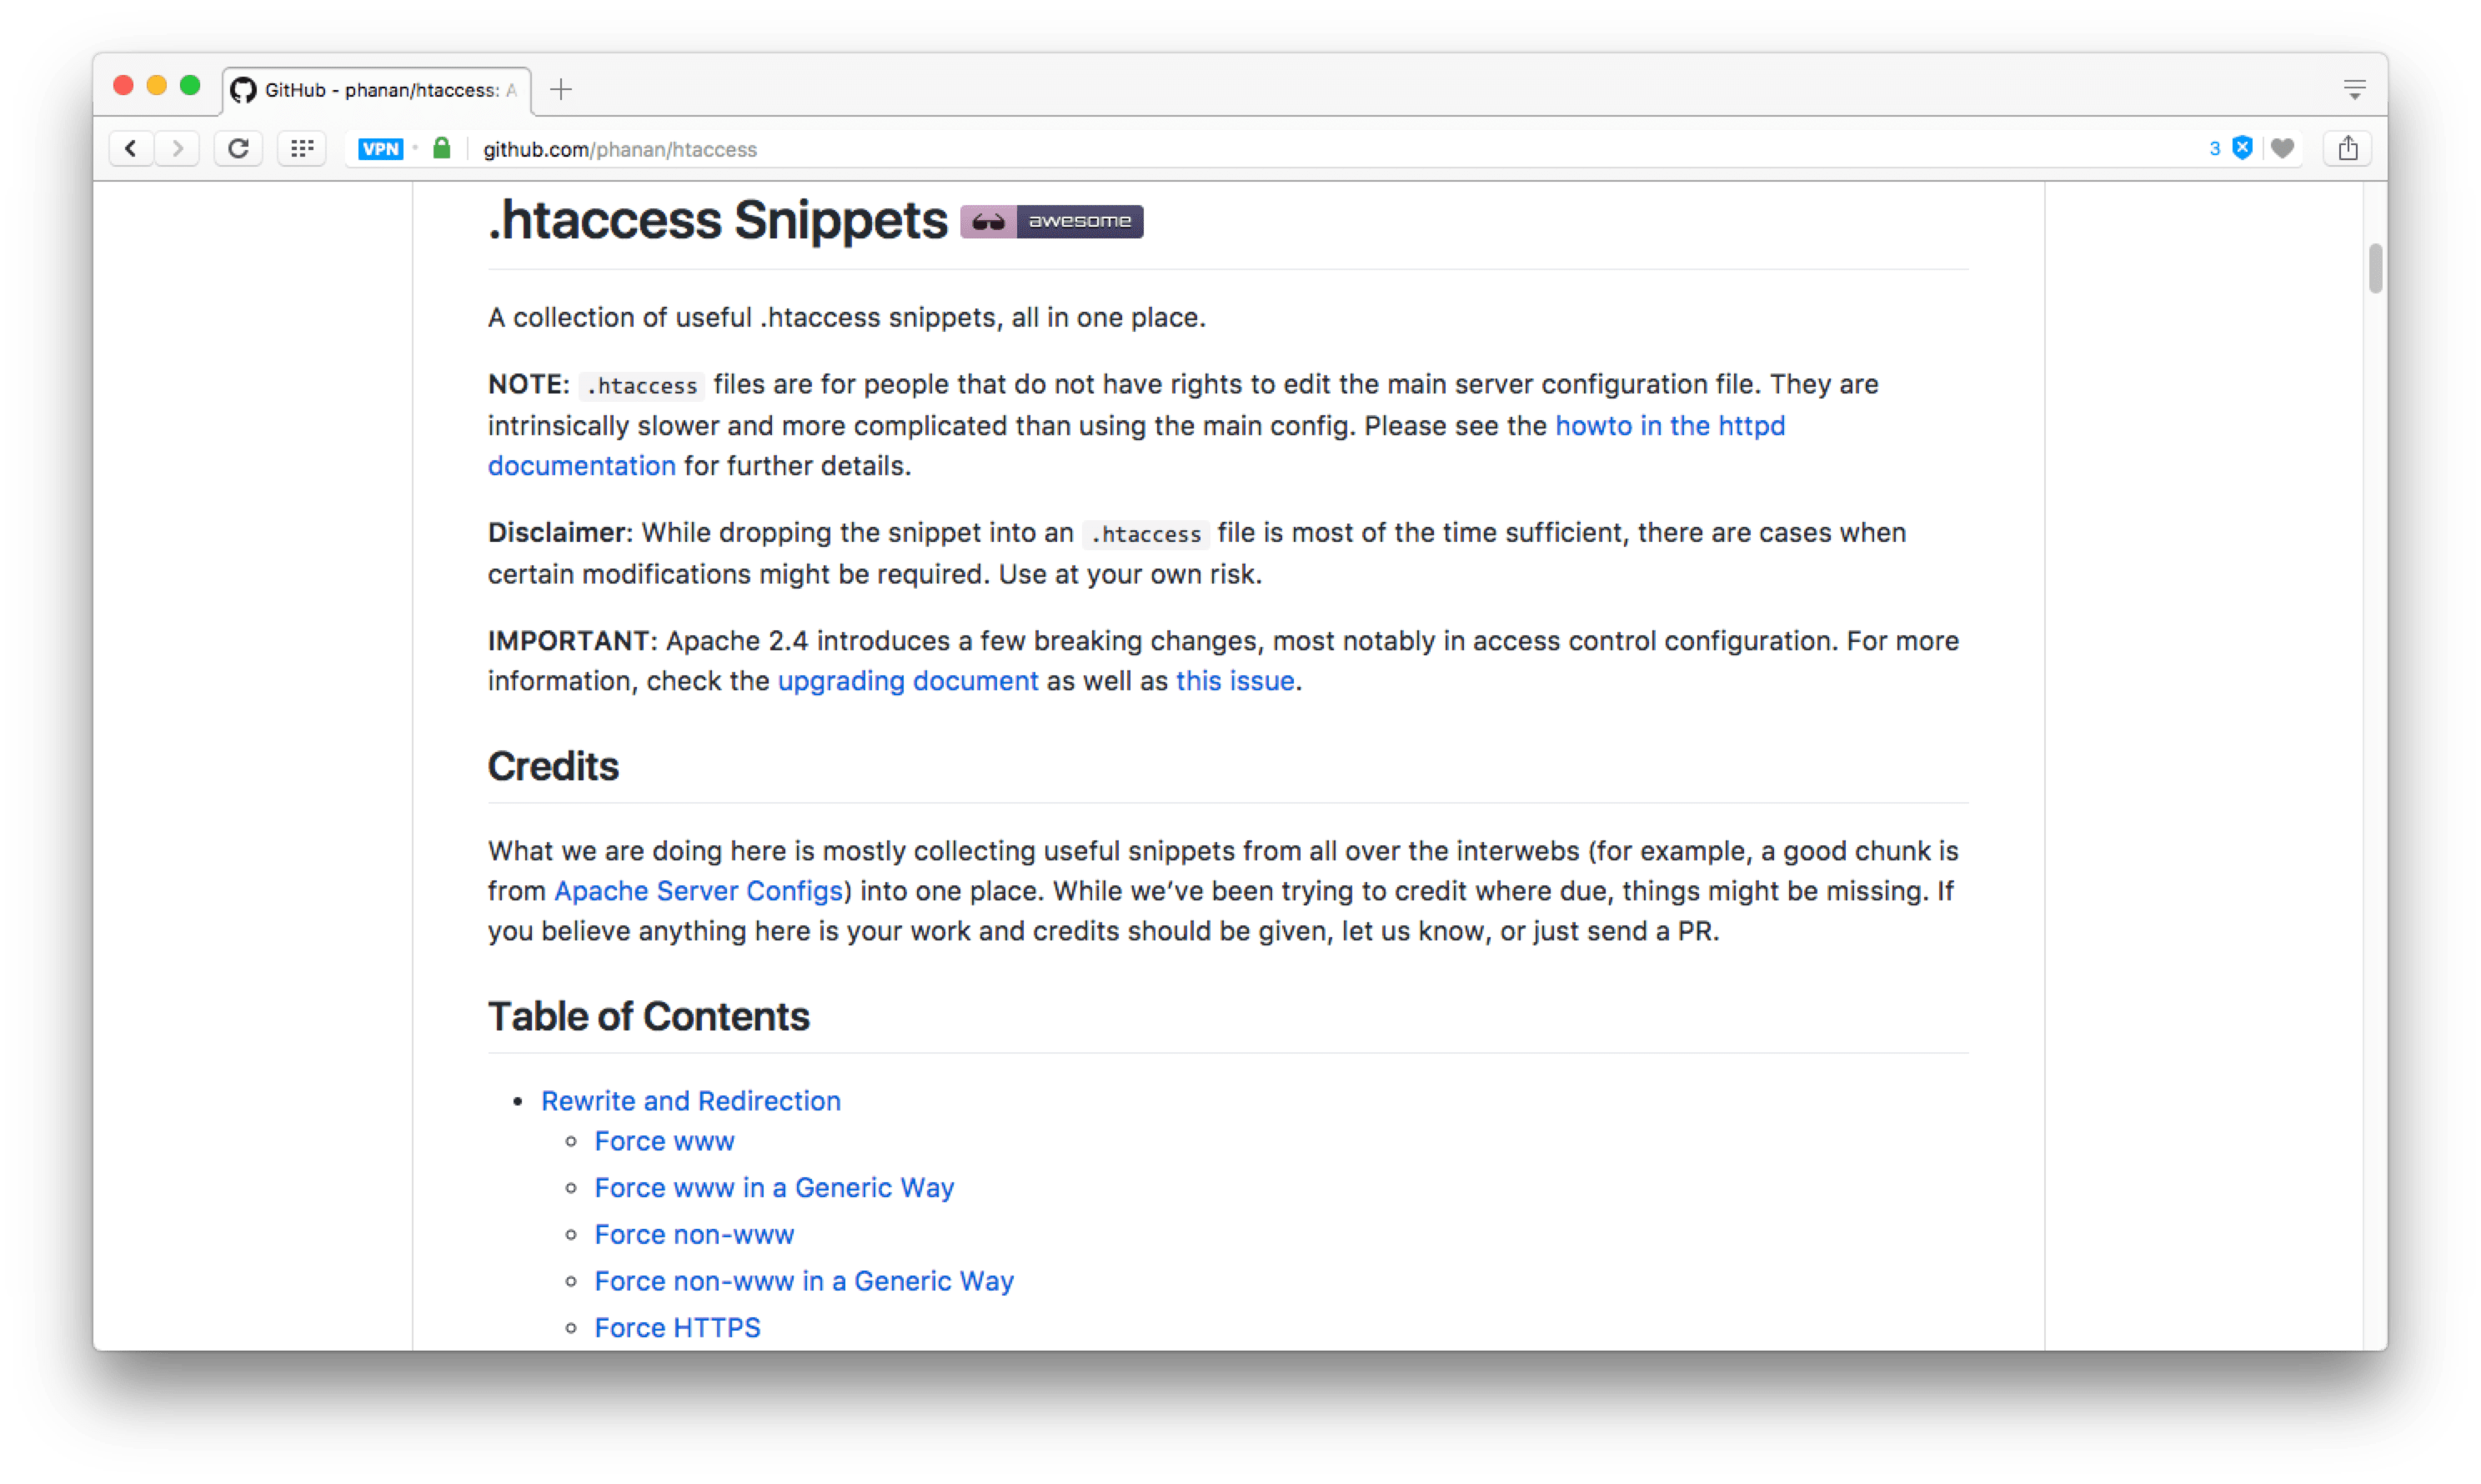 GitHub - phanan/htaccess: A
VPN
github.com/phanan/htaccess
3
.htaccess Snippets awesome
A collection of useful .htaccess snippets, all in one place.
NOTE: .htaccess files are for people that do not have rights to edit the main server configuration file. They are
intrinsically slower and more complicated than using the main config. Please see the howto in the httpd
documentation for further details.
Disclaimer: While dropping the snippet into an .htaccess file is most of the time sufficient, there are cases when
certain modifications might be required. Use at your own risk.
IMPORTANT: Apache 2.4 introduces a few breaking changes, most notably in access control configuration. For more
information, check the upgrading document as well as this issue.
Credits
What we are doing here is mostly collecting useful snippets from all over the interwebs (for example, a good chunk is
from Apache Server Configs) into one place. While we’ve been trying to credit where due, things might be missing. If
you believe anything here is your work and credits should be given, let us know, or just send a PR.
Table of Contents
• Rewrite and Redirection
◦ Force www
◦ Force www in a Generic Way
◦ Force non-www
◦ Force non-www in a Generic Way
◦ Force HTTPS